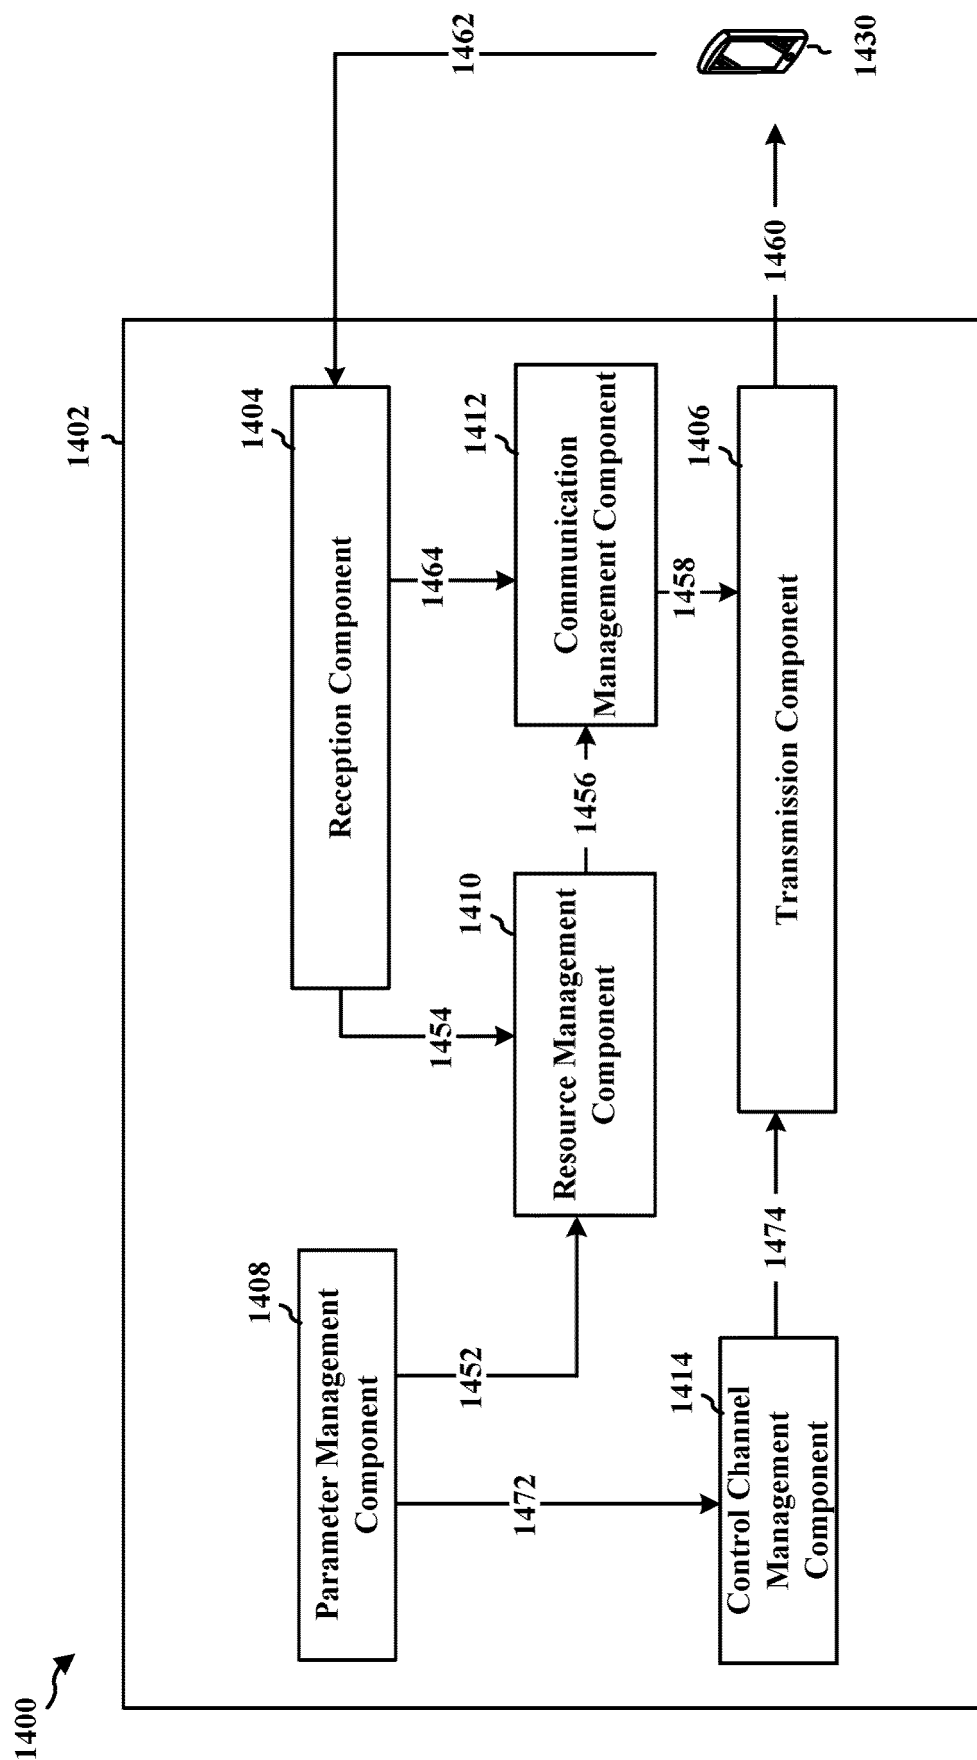 1400
1402
1404
Reception Component
1462
1408
Parameter Management
Component
1454
1464
1452
1410
Resource Management
Component
1456
1412
Communication
Management Component
1472
1458
1414
Control Channel
Management
Component
1474
1406
Transmission Component
1460
1430